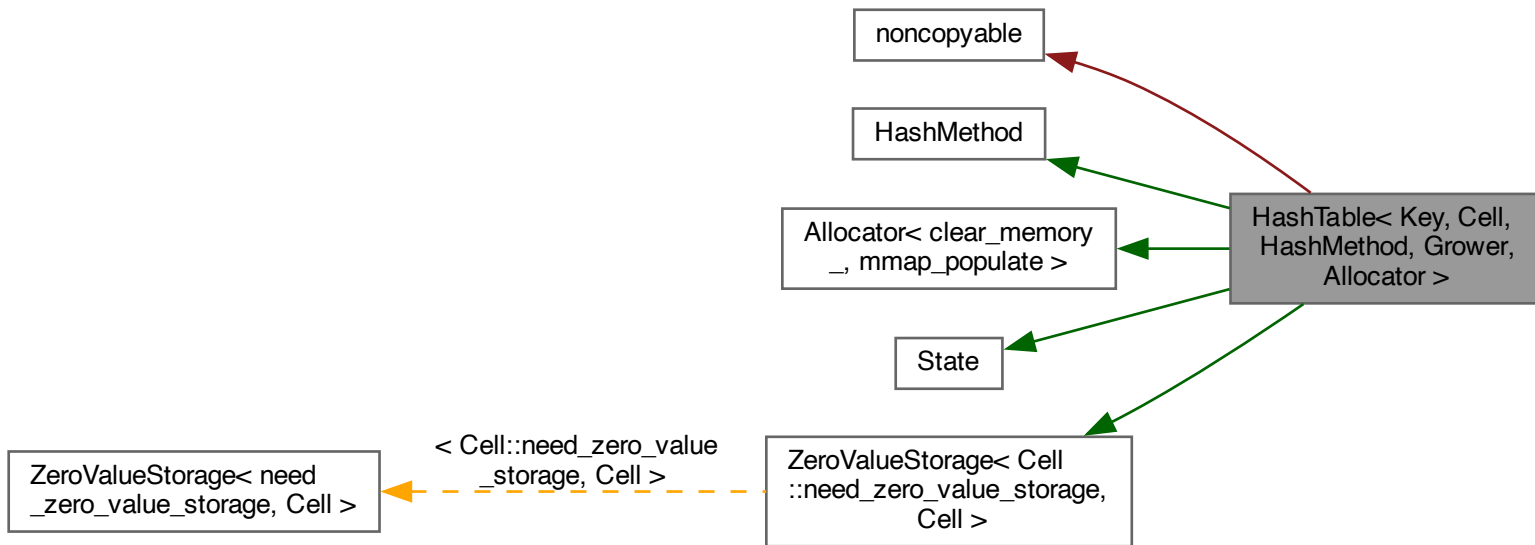 noncopyable
HashMethod
Allocator< clear_memory
_, mmap_populate >
State
HashTable< Key, Cell,
HashMethod, Grower,
Allocator >
ZeroValueStorage< need
_zero_value_storage, Cell >
< Cell::need_zero_value
_storage, Cell >
ZeroValueStorage< Cell
::need_zero_value_storage,
Cell >